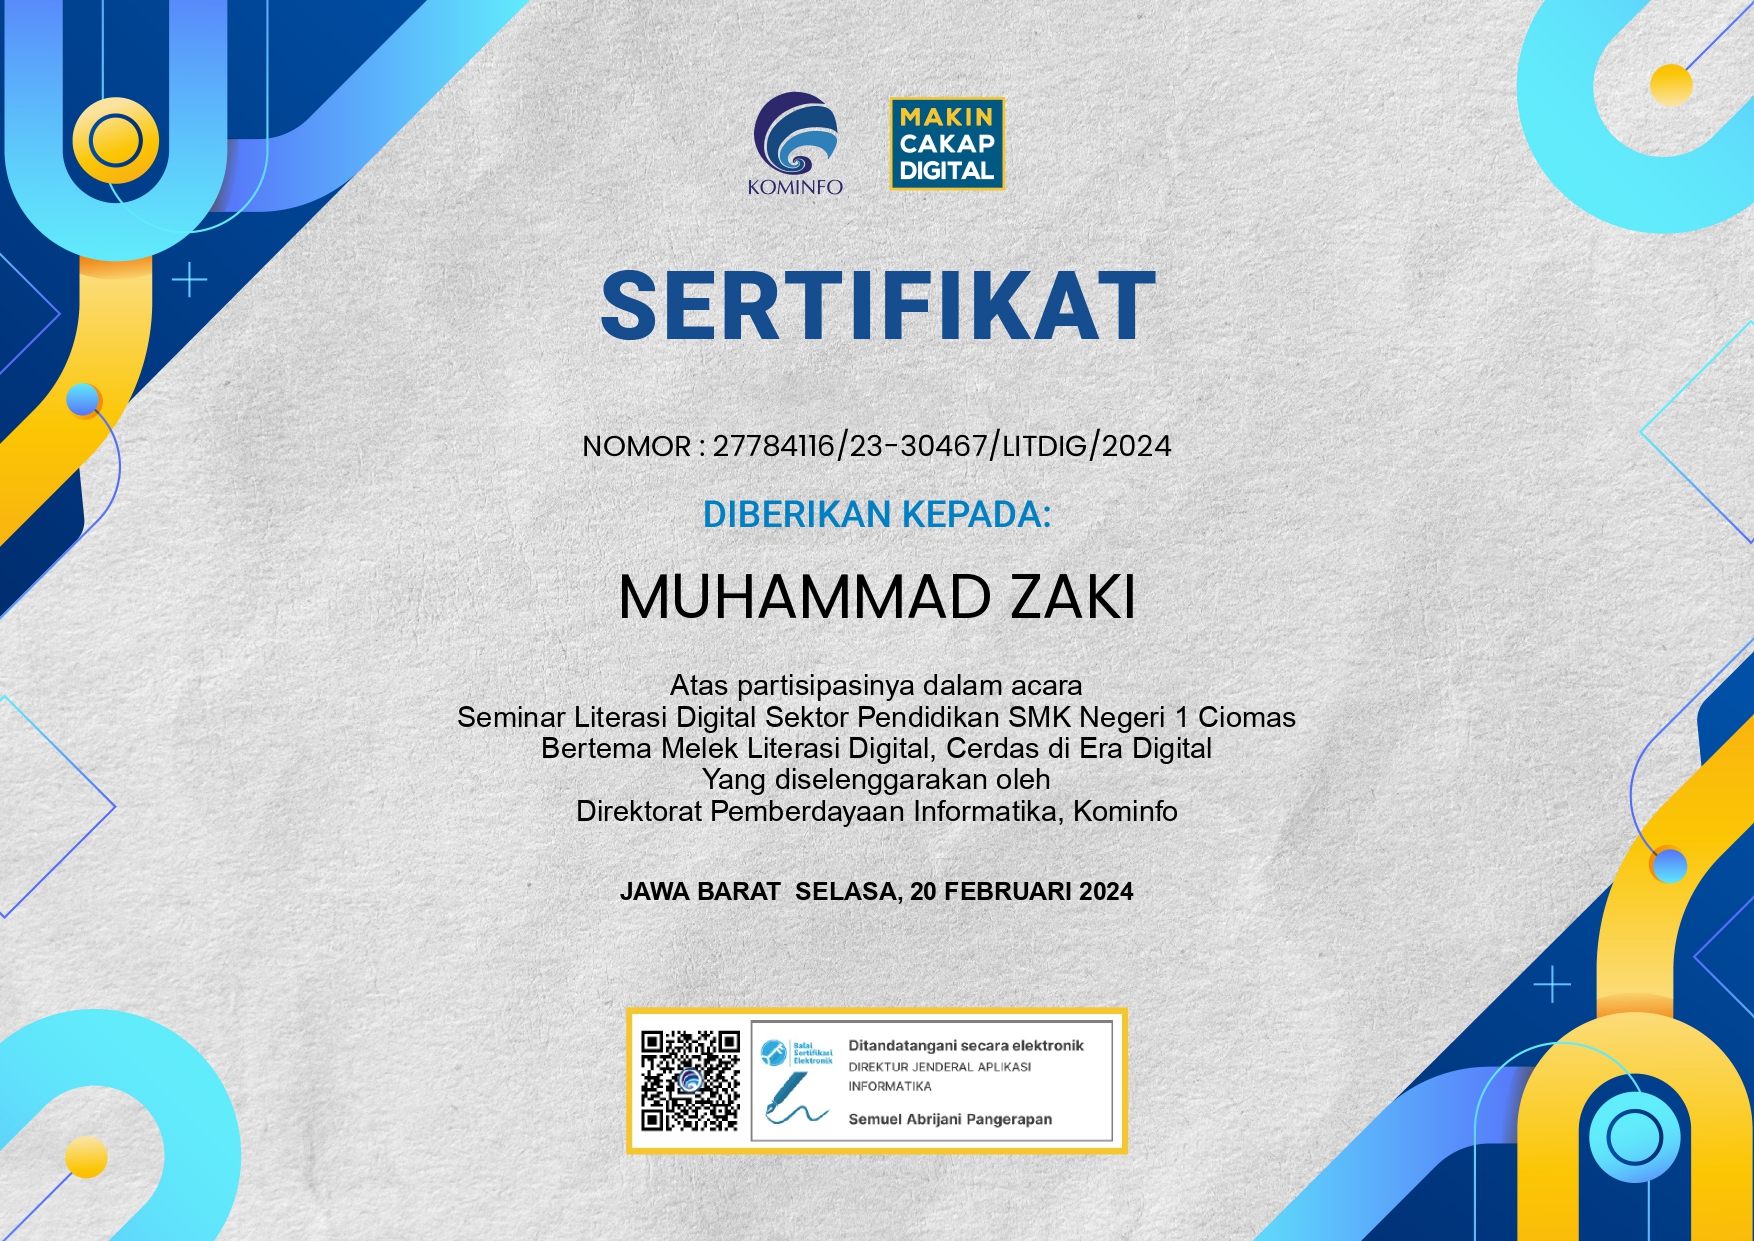 KOMINFO
MAKIN
CAKAP
DIGITAL
SERTIFIKAT
NOMOR : 27784116/23-30467/LITDIG/2024
DIBERIKAN KEPADA:
MUHAMMAD ZAKI
Atas partisipasinya dalam acara
Seminar Literasi Digital Sektor Pendidikan SMK Negeri 1 Ciomas
Bertema Melek Literasi Digital, Cerdas di Era Digital
Yang diselenggarakan oleh
Direktorat Pemberdayaan Informatika, Kominfo
JAWA BARAT  SELASA, 20 FEBRUARI 2024
Balai
Sertifikasi
Elektronik
Ditandatangani secara elektronik
DIREKTUR JENDERAL APLIKASI
INFORMATIKA
Semuel Abrijani Pangerapan